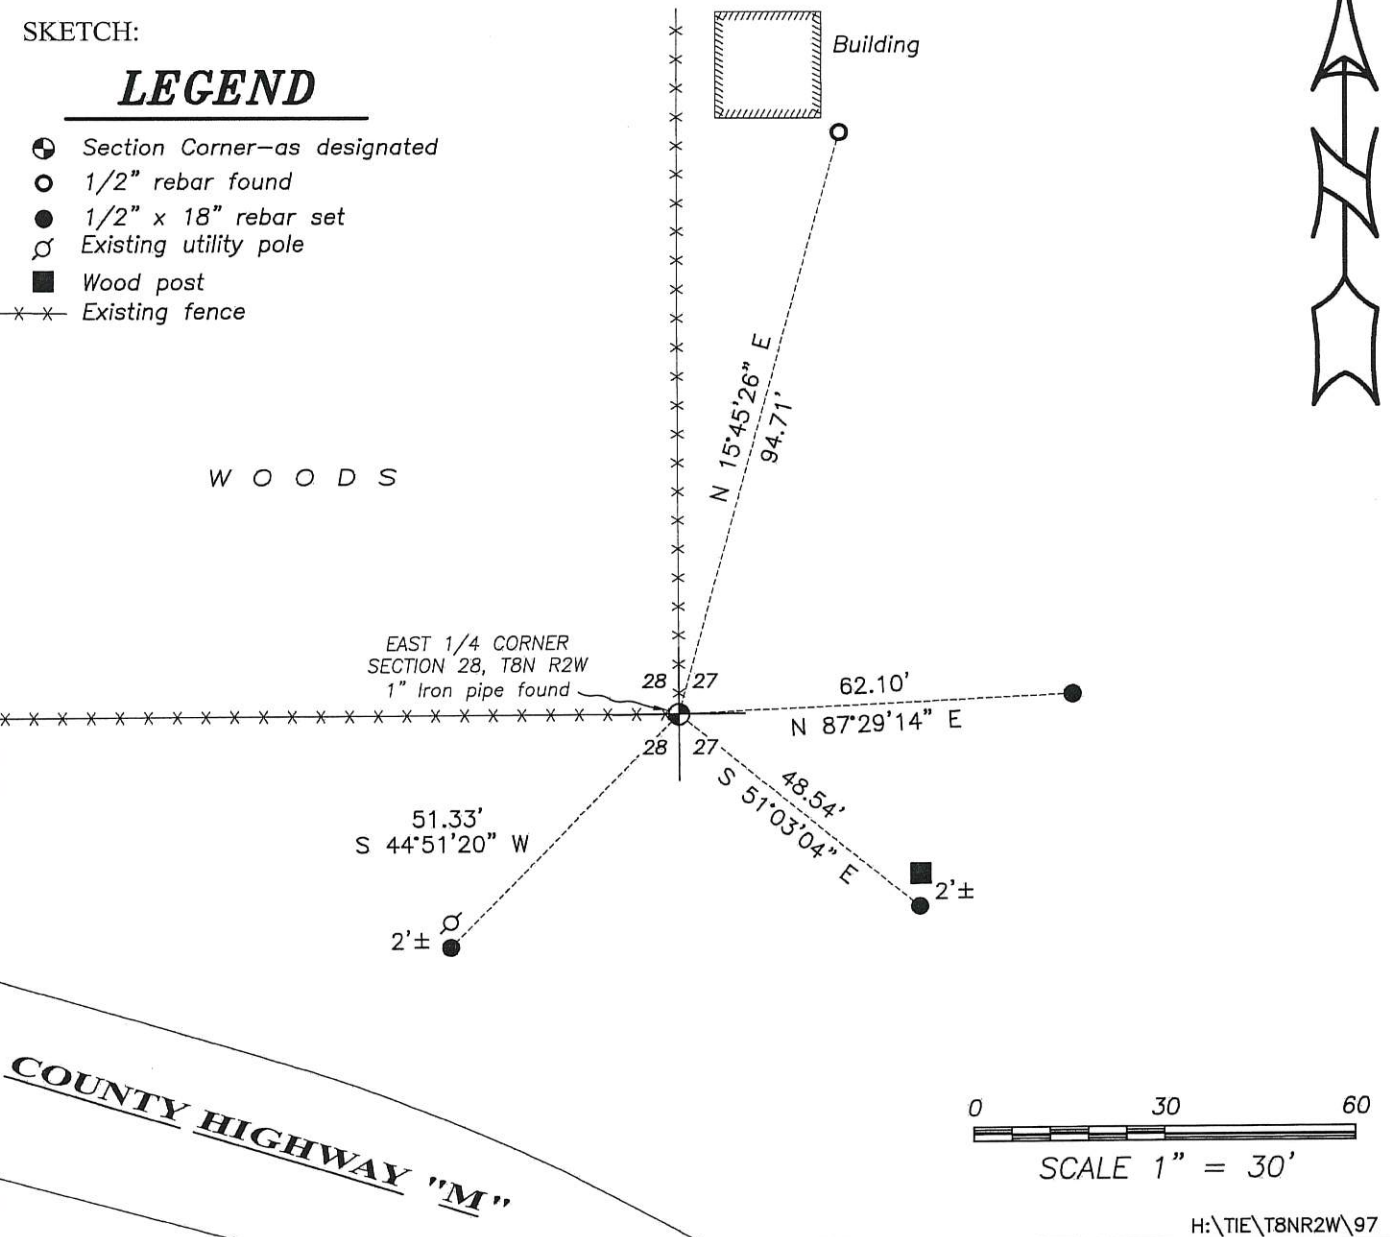 SKETCH:
LEGEND
Section Corner—as designated
1/2" rebar found
1/2" x 18" rebar set
Existing utility pole
Wood post
Existing fence
Building
N
N 15°45'26" E
94.71'
W O O D S
EAST 1/4 CORNER
SECTION 28, T8N R2W
1" Iron pipe found
28 27
28 27
62.10'
N 87°29'14" E
48.54'
S 51°03'04" E
51.33'
S 44°51'20" W
2'±
2'±
COUNTY HIGHWAY "M"
0 30 60
SCALE 1" = 30'
H:\TIE\T8NR2W\97